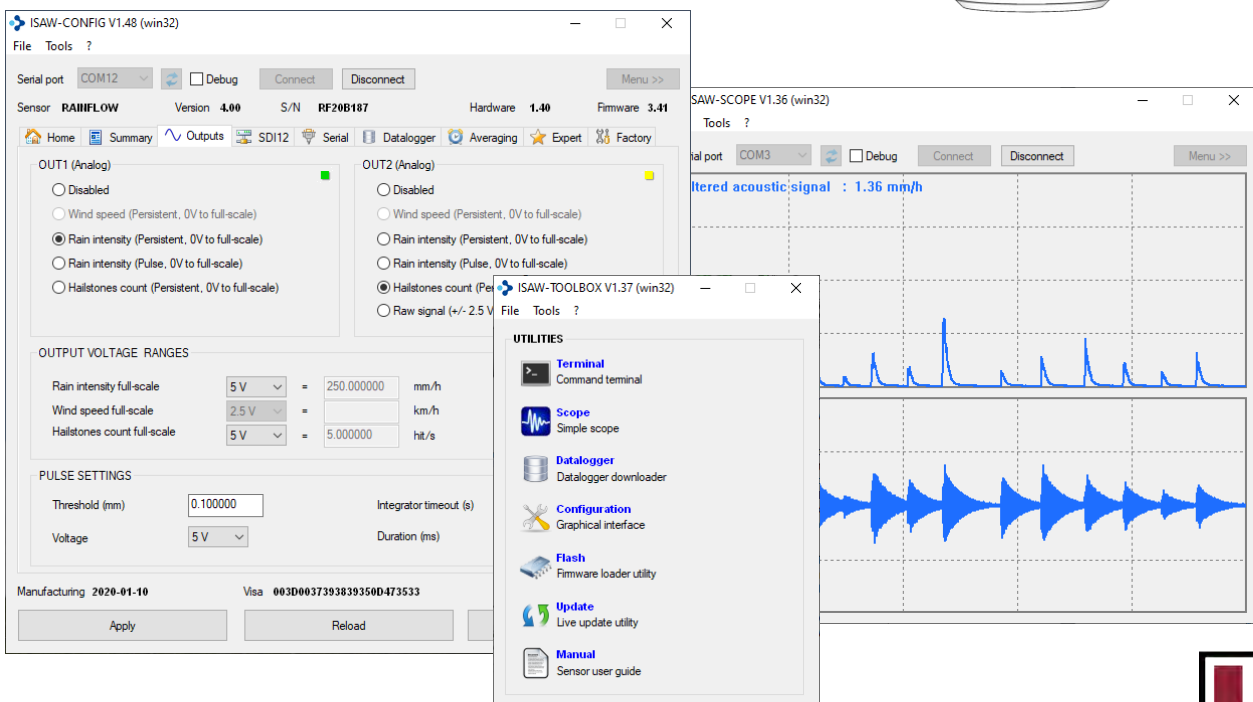 ISAW-CONFIG V1.48 (win32)
File Tools ?
Serial port COM12 Debug Connect Disconnect Menu >>
Sensor RAINFLOW Version 4.00 S/N RF20B187 Hardware 1.40 Firmware 3.41
Home Summary Outputs SDI12 Serial Datalogger Averaging Expert Factory
OUT1 (Analog)
Disabled
Wind speed (Persistent, 0V to full-scale)
Rain intensity (Persistent, 0V to full-scale)
Rain intensity (Pulse, 0V to full-scale)
Hailstones count (Persistent, 0V to full-scale)
OUT2 (Analog)
Disabled
Wind speed (Persistent, 0V to full-scale)
Rain intensity (Persistent, 0V to full-scale)
Rain intensity (Pulse, 0V to full-scale)
Hailstones count (Pe
Raw signal (+/- 2.5 V
OUTPUT VOLTAGE RANGES
Rain intensity full-scale 5 V = 250.000000 mm/h
Wind speed full-scale 2.5 V = km/h
Hailstones count full-scale 5 V = 5.000000 hit/s
PULSE SETTINGS
Threshold (mm) 0.100000 Integrator timeout (s)
Voltage 5 V Duration (ms)
Manufacturing 2020-01-10 Visa 003D0037393839350D473533
Apply Reload
ISAW-TOOLBOX V1.37 (win32)
File Tools ?
UTILITIES
Terminal
Command terminal
Scope
Simple scope
Datalogger
Datalogger downloader
Configuration
Graphical interface
Flash
Firmware loader utility
Update
Live update utility
Manual
Sensor user guide
SAW-SCOPE V1.36 (win32)
Tools ?
ial port COM3 Debug Connect Disconnect Menu >>
ltered acoustic signal : 1.36 mm/h